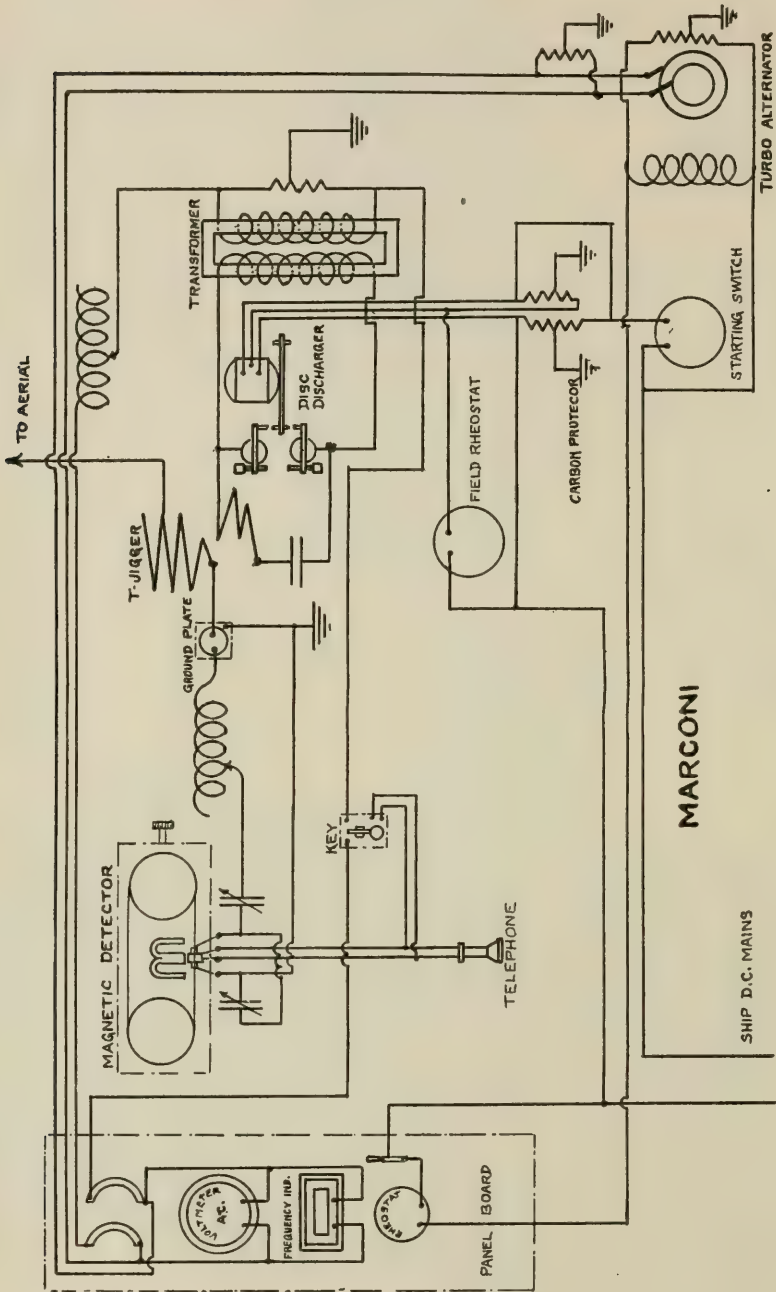 TO AERIAL
TURBO ALTERNATOR
TRANSFORMER
T-JIGGER
DISC
DISCHARGER
GROUND PLATE
STARTING SWITCH
FIELD RHEOSTAT
CARBON PROTECOR
MAGNETIC DETECTOR
KEY
TELEPHONE
MARCONI
SHIP D.C. MAINS
VOLTMETER
A.C.
FREQUENCY IND.
RHEOSTAT
PANEL BOARD